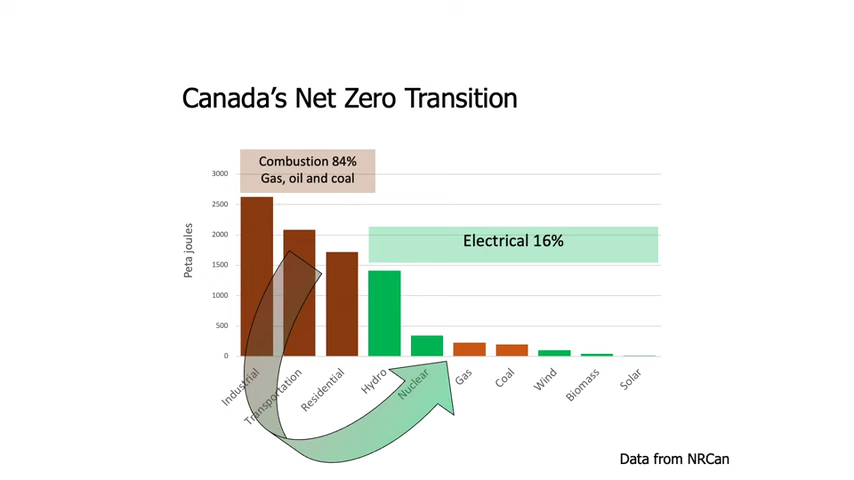 Canada's Net Zero Transition
Combustion 84%
Gas, oil and coal
Electrical 16%
Peta joules
3000
2500
2000
1500
1000
500
0
Industrial
Transportation
Residential
Hydro
Nuclear
Gas
Coal
Wind
Biomass
Solar
Data from NRCan